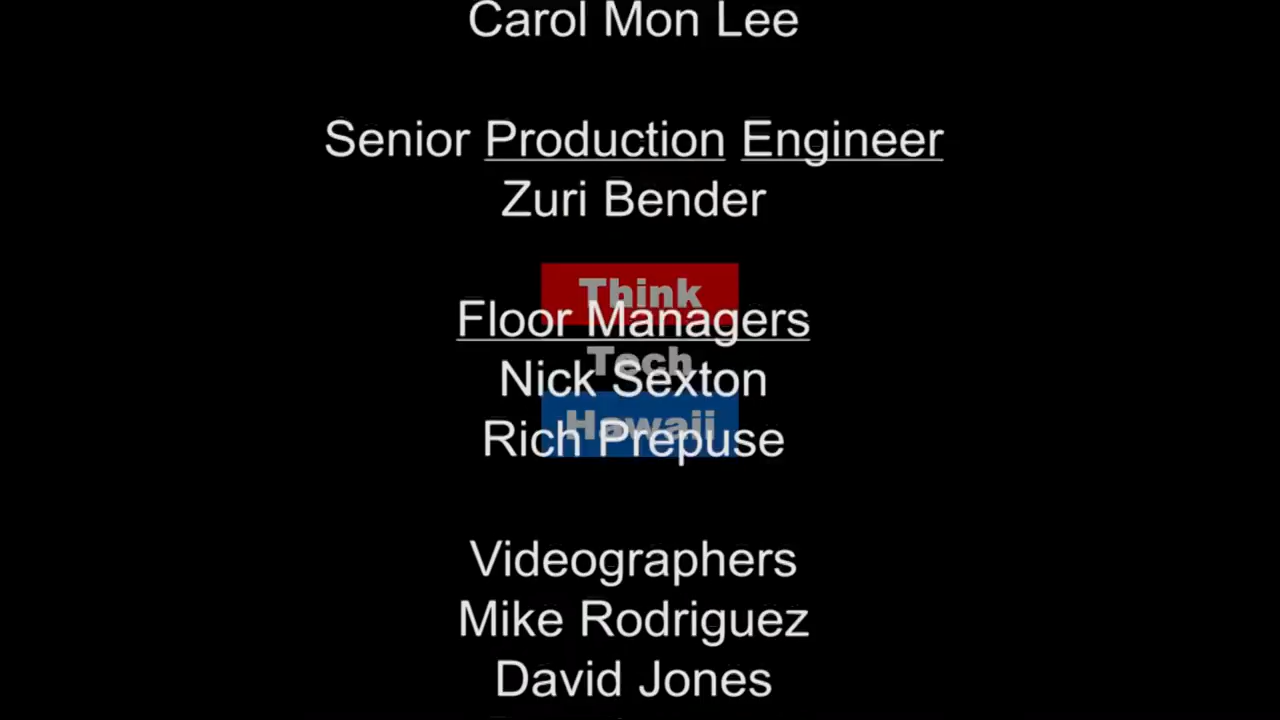 Carol Mon Lee
Senior Production Engineer
Zuri Bender
Think
Floor Managers
Tech
Nick Sexton
Hawaii
Rich Prepuse
Videographers
Mike Rodriguez
David Jones